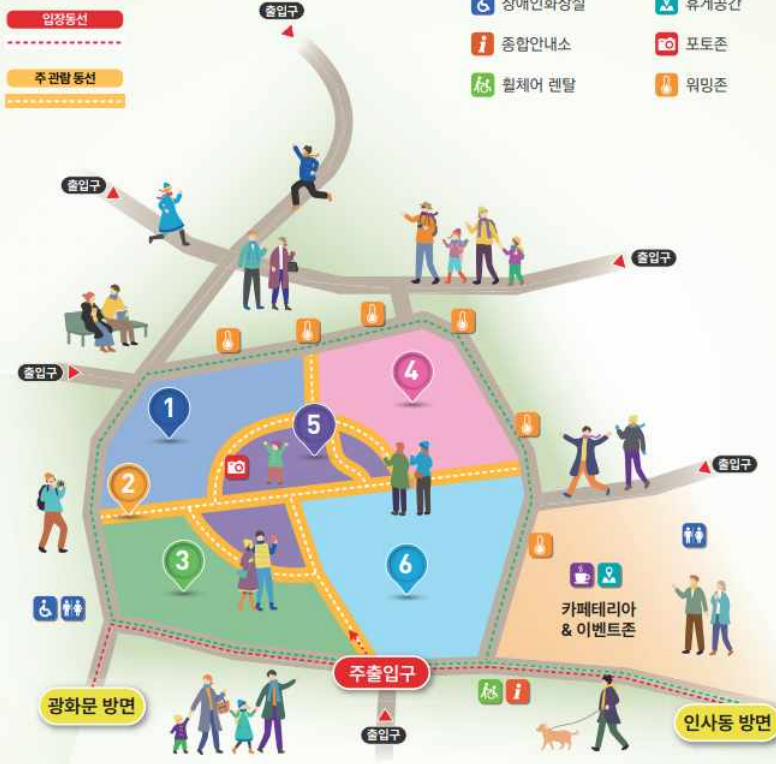 입장동선
주 관람 동선
장애인화장실
휴게공간
종합안내소
포토존
휠체어 렌탈
워밍존
출입구
출입구
출입구
출입구
출입구
1
2
3
4
5
6
카페테리아
& 이벤트존
주출입구
광화문 방면
인사동 방면
출입구